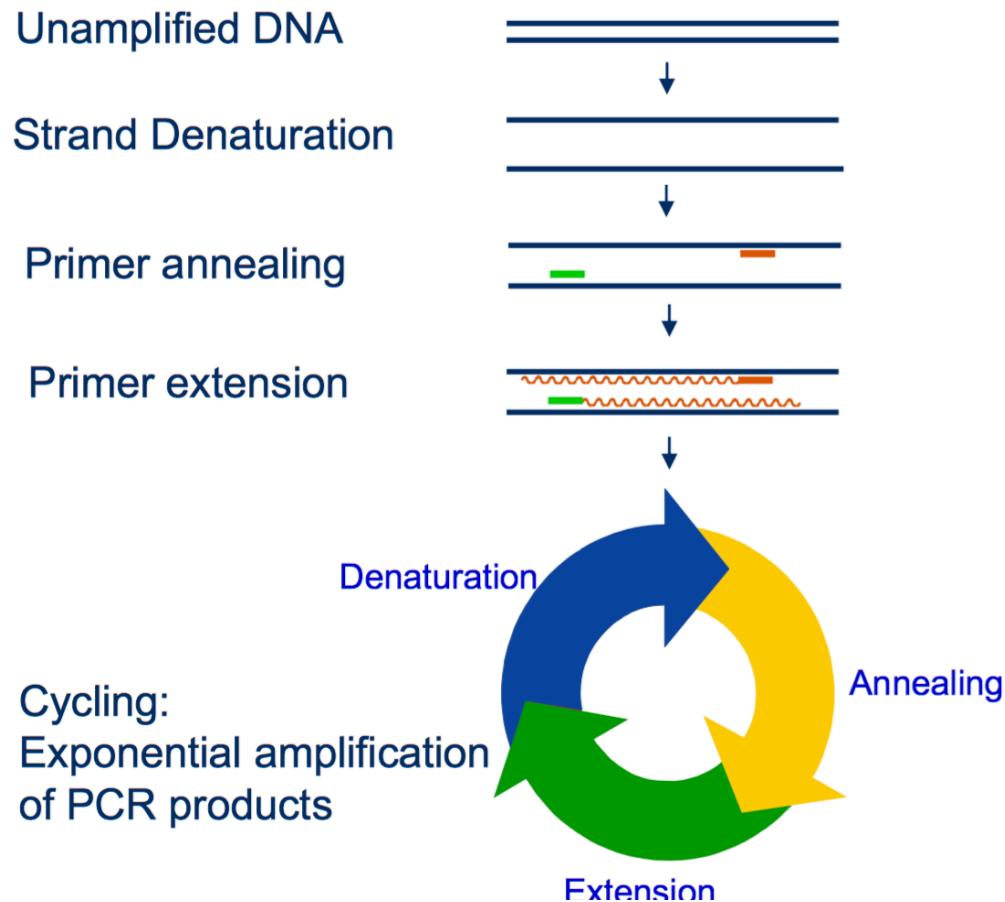 Unamplified DNA
Strand Denaturation
Primer annealing
Primer extension
Denaturation
Annealing
Cycling:
Exponential amplification
of PCR products
Extension